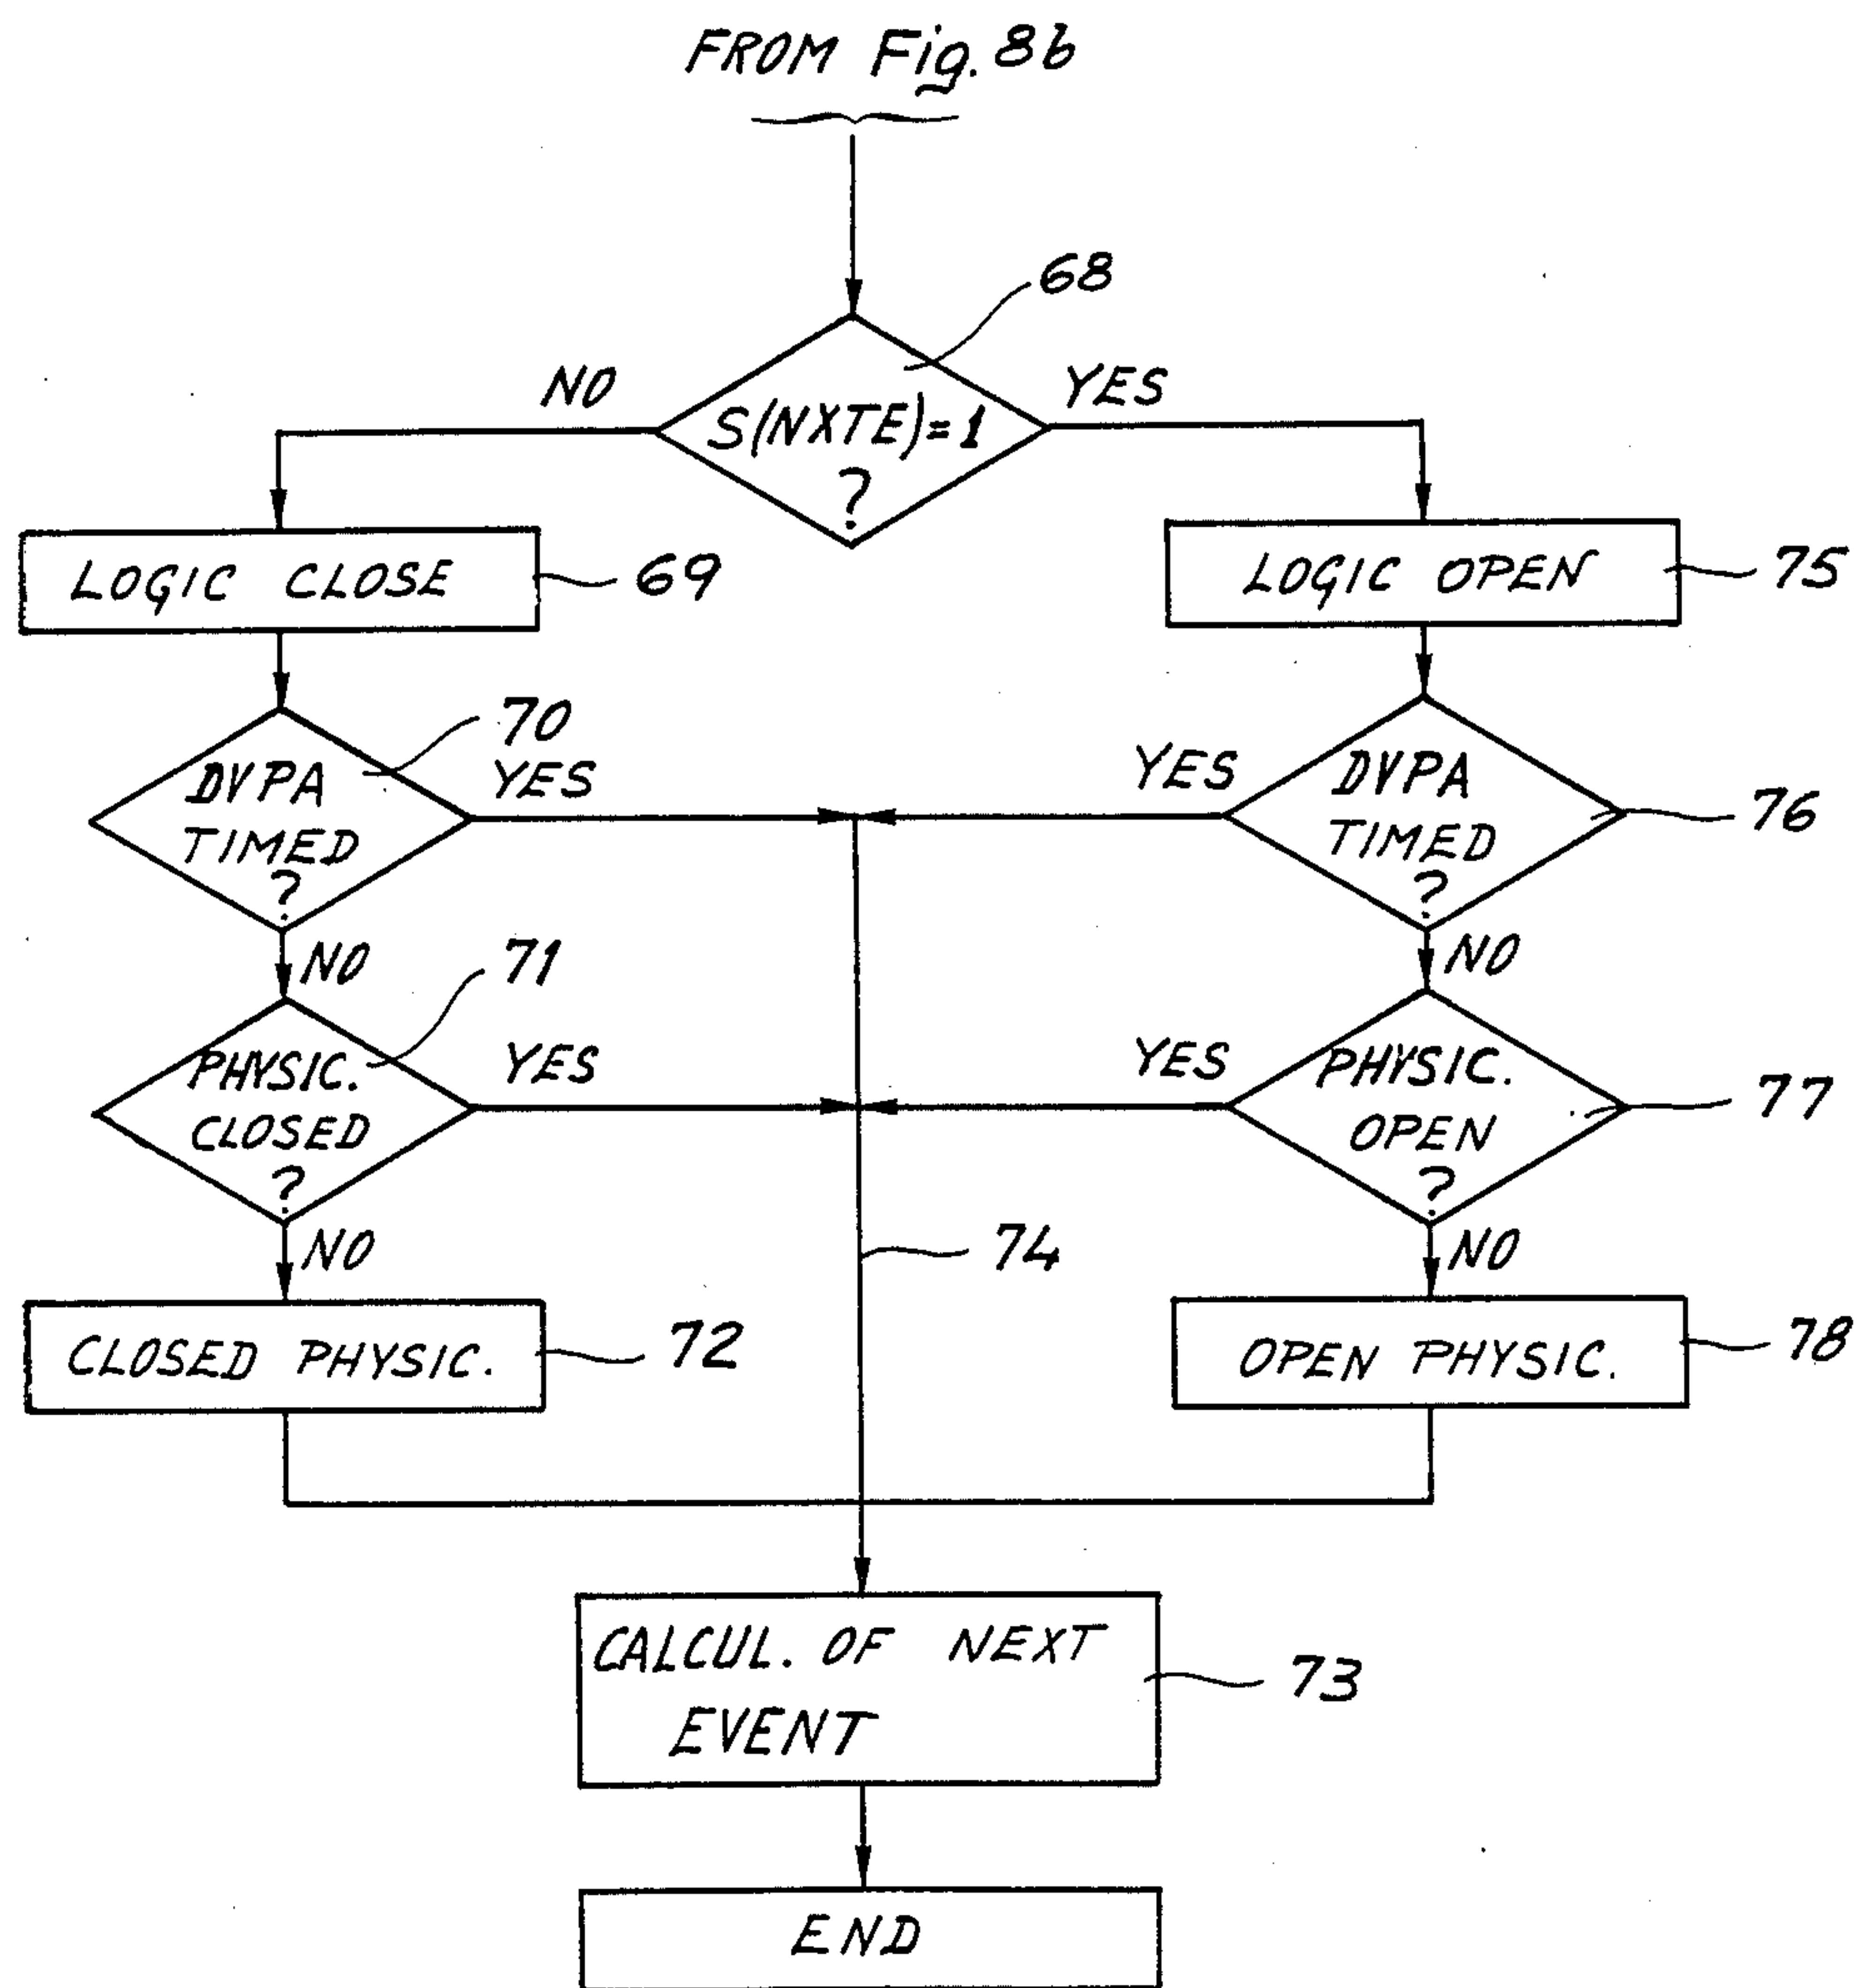 FROM Fig. 8b
68
NO
YES
S(NXTE)=1
?
LOGIC CLOSE
69
LOGIC OPEN
75
70
DVPA
TIMED
?
YES
YES
DVPA
TIMED
?
76
NO
NO
71
PHYSIC.
CLOSED
?
YES
YES
PHYSIC.
OPEN
?
77
NO
74
NO
CLOSED PHYSIC.
72
OPEN PHYSIC.
78
CALCUL. OF NEXT
EVENT
73
END